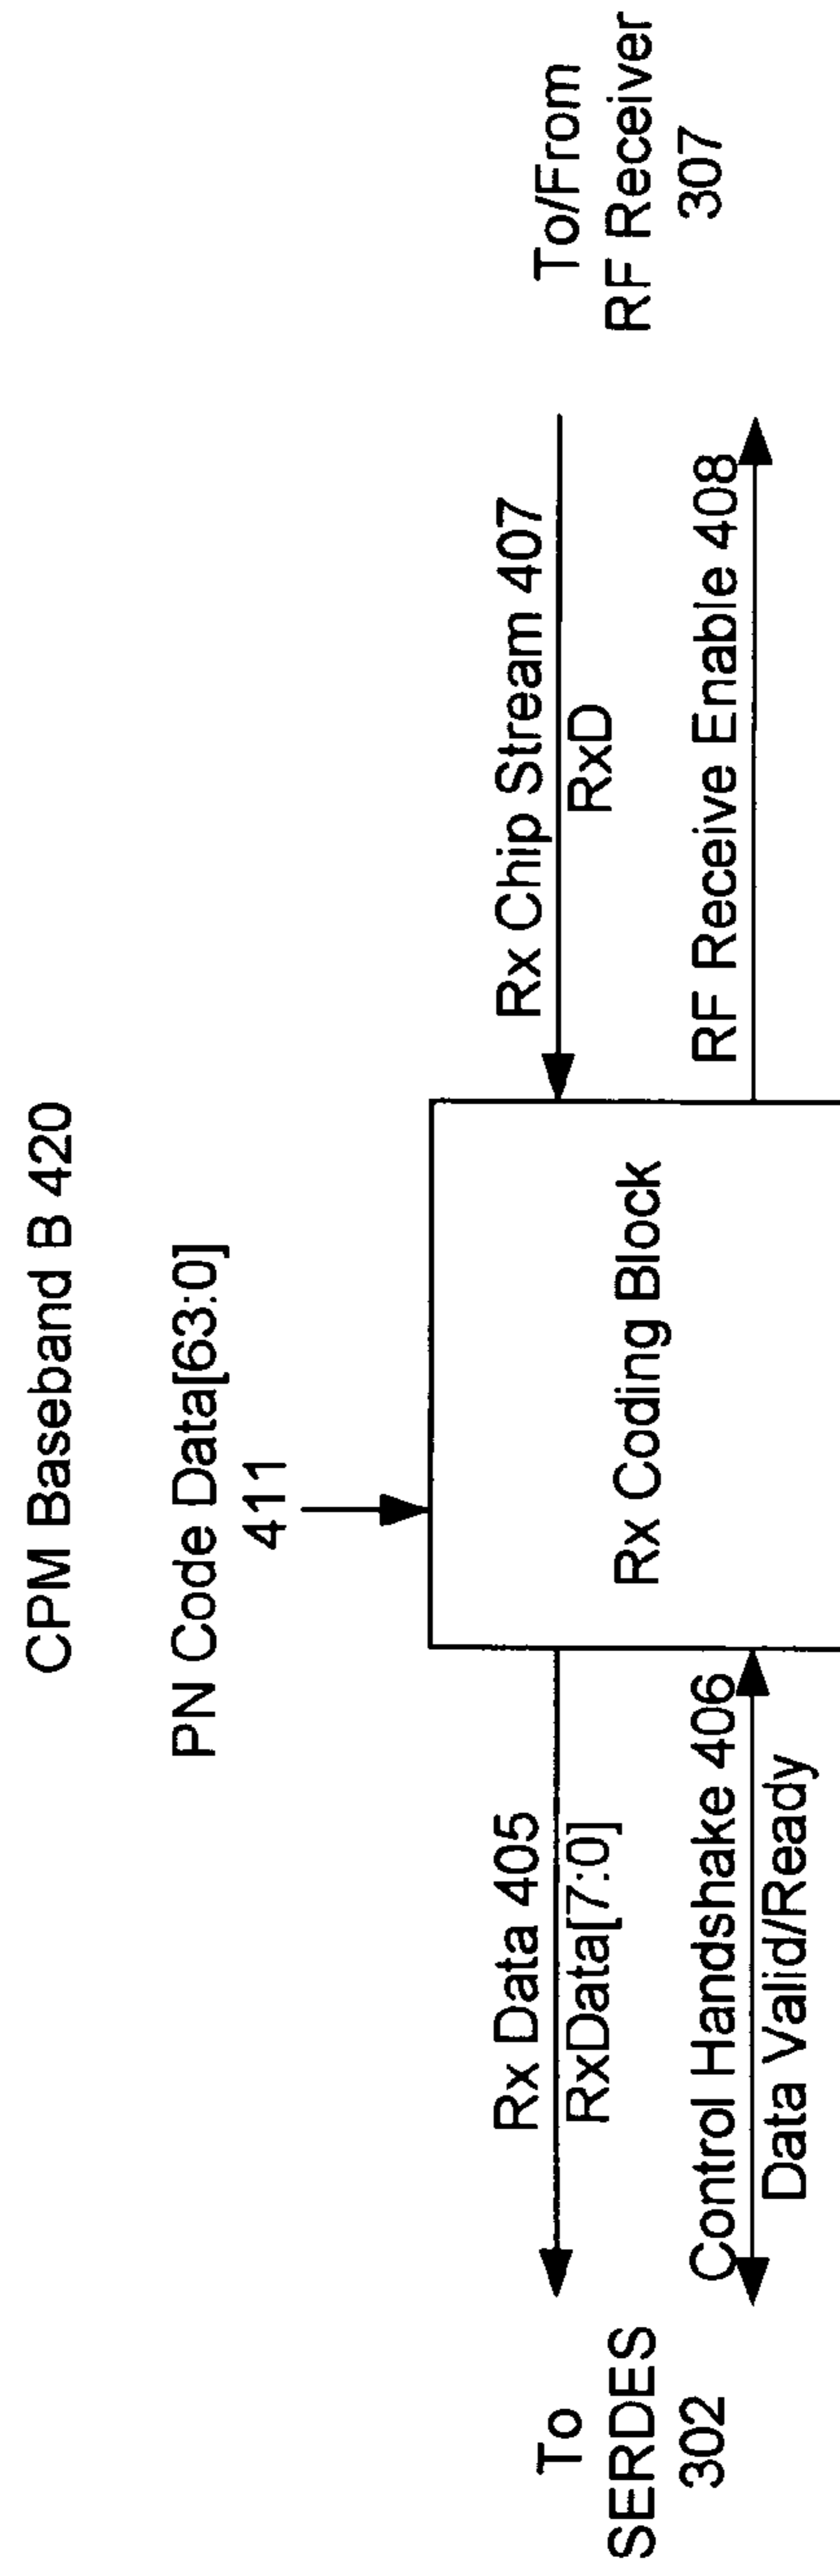 CPM Baseband B 420
PN Code Data[63:0]
411
To
SERDES
302
Rx Data 405
RxData[7:0]
Control Handshake 406
Data Valid/Ready
Rx Coding Block
Rx Chip Stream 407
RxD
RF Receive Enable 408
To/From
RF Receiver
307